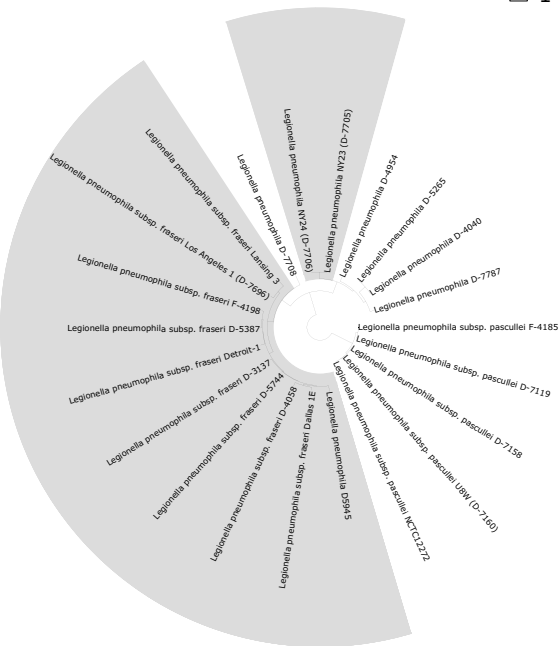 Legionella pneumophila NY24 (D-7706)
Legionella pneumophila NY23 (D-7705)
Legionella pneumophila D-4954
Legionella pneumophila D-5265
Legionella pneumophila D-4040
Legionella pneumophila D-7787
Legionella pneumophila subsp. pascullei F-4185
Legionella pneumophila subsp. pascullei D-7119
Legionella pneumophila subsp. pascullei D-7158
Legionella pneumophila subsp. pascullei U8W (D-7160)
Legionella pneumophila subsp. pascullei NCTC12272
Legionella pneumophila D5945
Legionella pneumophila subsp. fraseri Dallas 1E
Legionella pneumophila subsp. fraseri D-4058
Legionella pneumophila subsp. fraseri D-5744
Legionella pneumophila subsp. fraseri D-3137
Legionella pneumophila subsp. fraseri Detroit-1
Legionella pneumophila subsp. fraseri D-5387
Legionella pneumophila subsp. fraseri F-4198
Legionella pneumophila subsp. fraseri Los Angeles 1 (D-7696)
Legionella pneumophila subsp. fraseri Lansing 3
Legionella pneumophila D-7708